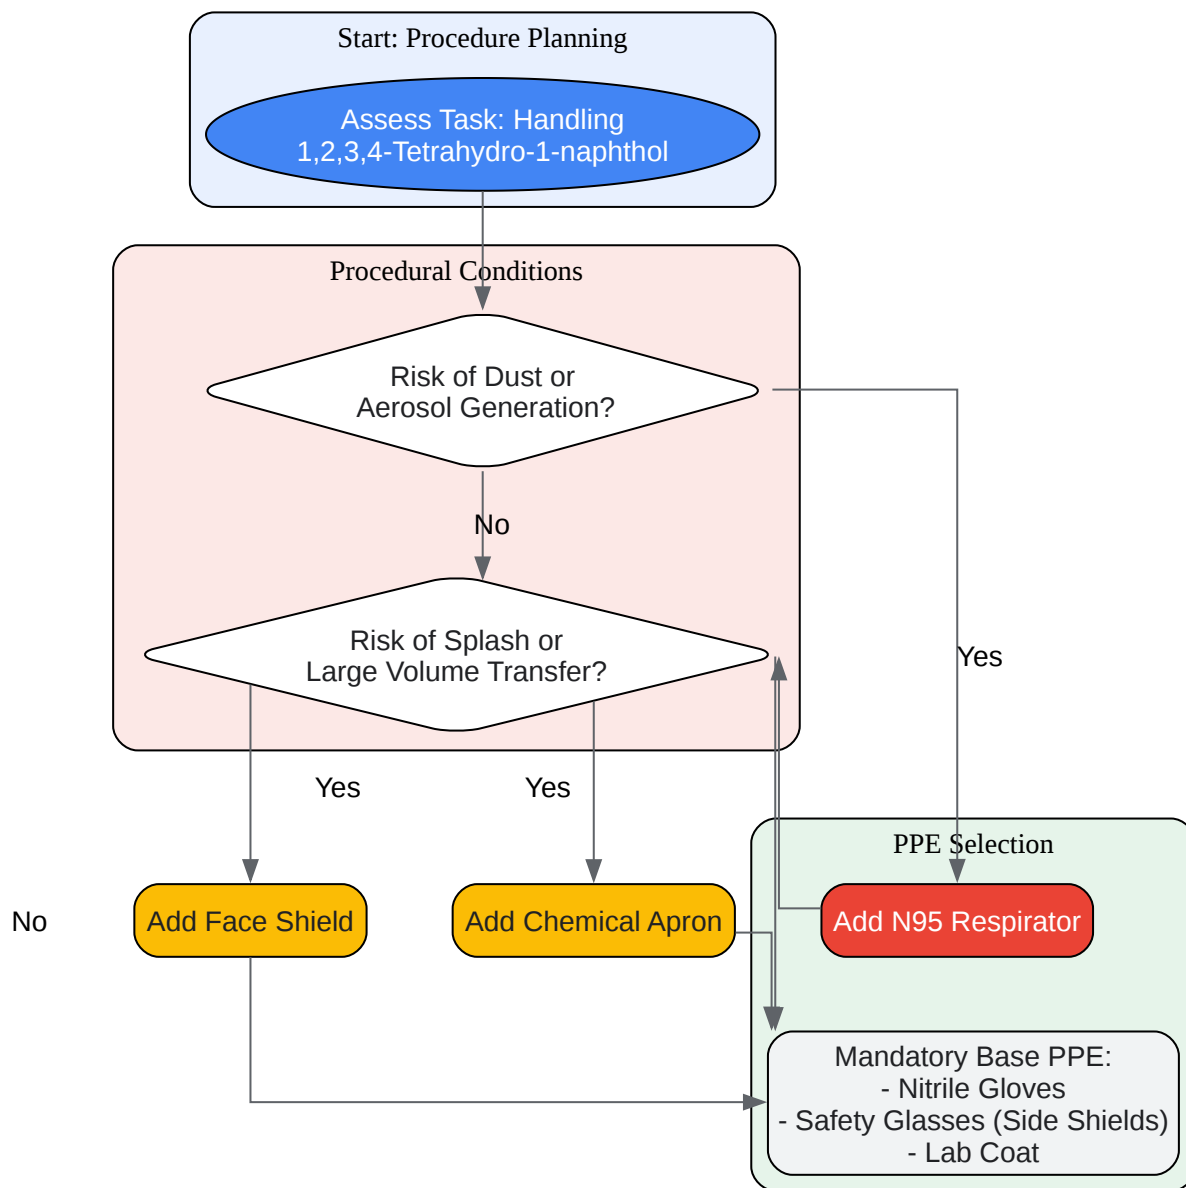 Start: Procedure Planning
Assess Task: Handling
1,2,3,4-Tetrahydro-1-naphthol
Procedural Conditions
Risk of Dust or
Aerosol Generation?
No
Risk of Splash or
Large Volume Transfer?
Yes
Yes
Yes
PPE Selection
No
Add Face Shield
Add Chemical Apron
Add N95 Respirator
Mandatory Base PPE:
- Nitrile Gloves
- Safety Glasses (Side Shields)
- Lab Coat